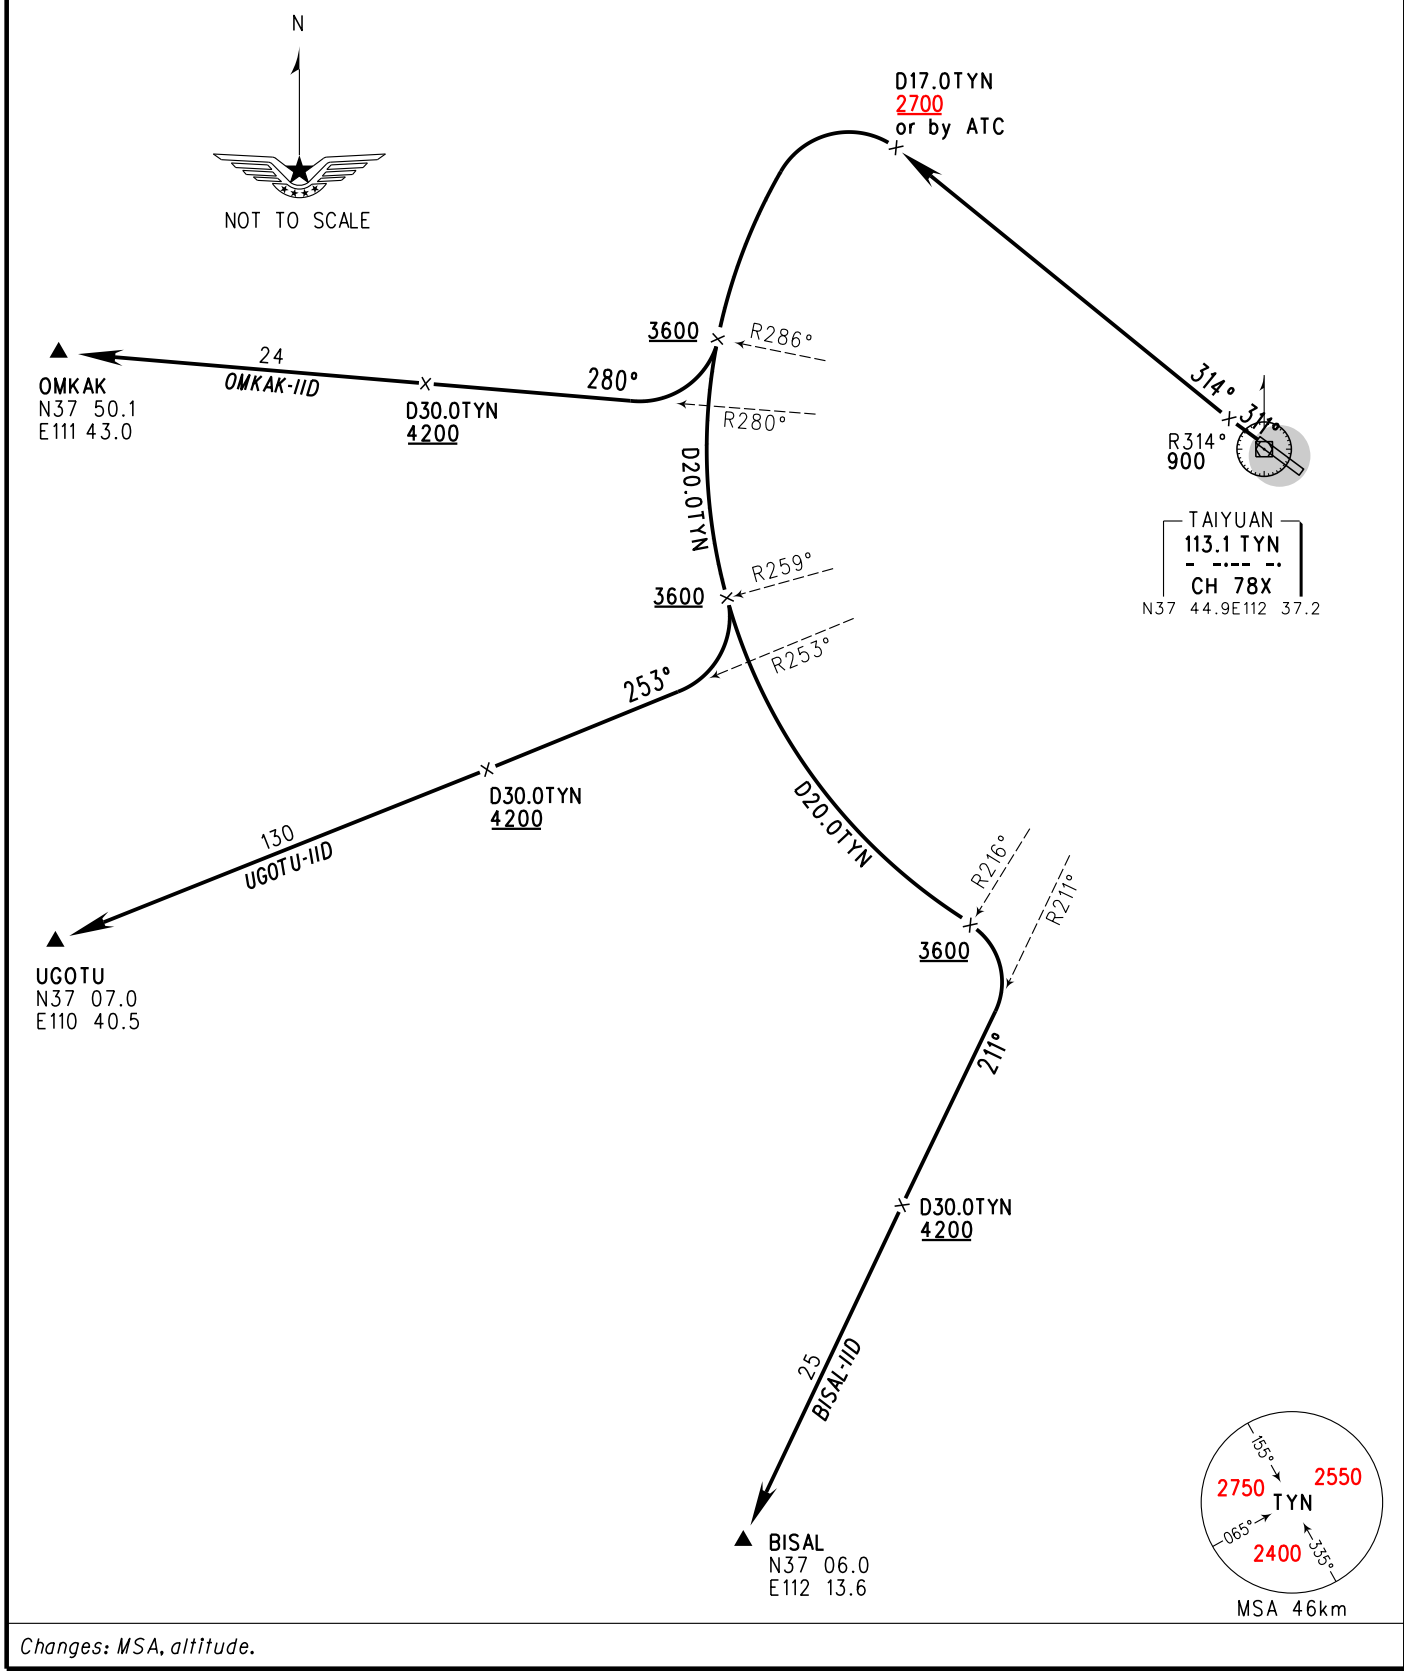 N
NOT TO SCALE
D17.0TYN
2700
or by ATC
3600
R286°
24
OMKAK-11D
280°
OMKAK
N37 50.1
E111 43.0
D30.0TYN
4200
R280°
314°
311°
R314°
900
D20.0TYN
TAIYUAN
113.1 TYN
CH 78X
N37 44.9E112 37.2
R259°
3600
R253°
253°
D30.0TYN
4200
130
UGOTU-11D
D20.0TYN
R216°
R211°
3600
UGOTU
N37 07.0
E110 40.5
211°
D30.0TYN
4200
25
BISAL-11D
BISAL
N37 06.0
E112 13.6
155°
2550
2750
TYN
065°
2400
335°
MSA 46km
Changes: MSA, altitude.